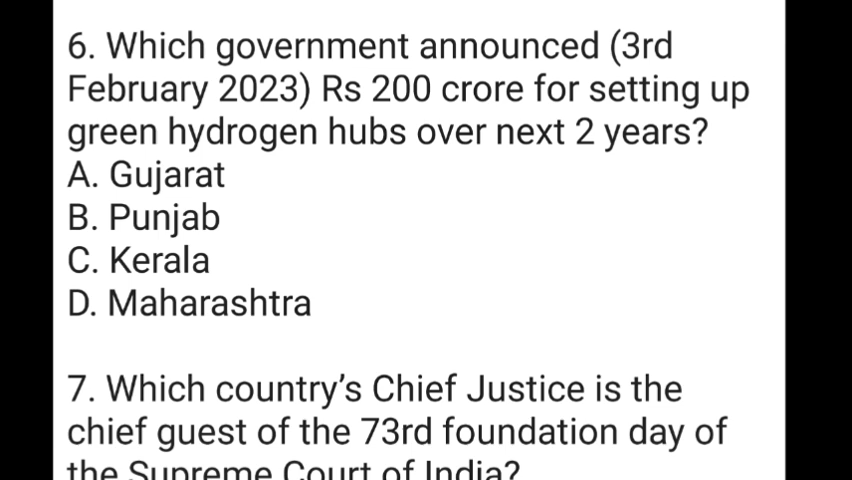 6. Which government announced (3rd
February 2023) Rs 200 crore for setting up
green hydrogen hubs over next 2 years?
A. Gujarat
B. Punjab
C. Kerala
D. Maharashtra
7. Which country’s Chief Justice is the
chief guest of the 73rd foundation day of
the Supreme Court of India?